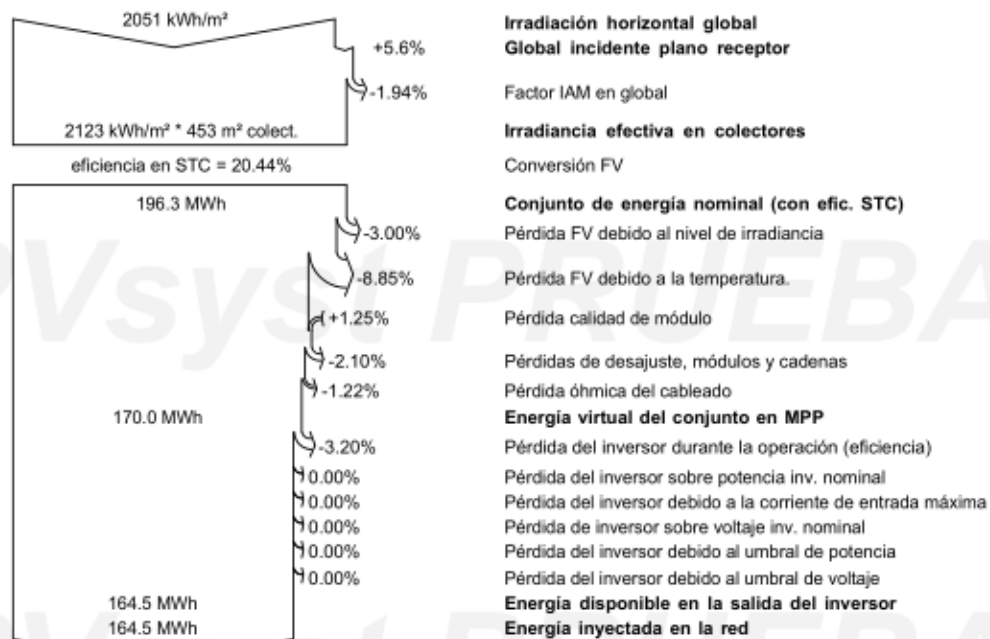 2051 kWh/m² Irradiación horizontal global
+5.6% Global incidente plano receptor
-1.94% Factor IAM en global
2123 kWh/m² * 453 m² colect. Irradiancia efectiva en colectores
eficiencia en STC = 20.44% Conversión FV
196.3 MWh Conjunto de energía nominal (con efic. STC)
-3.00% Pérdida FV debido al nivel de irradiancia
-8.85% Pérdida FV debido a la temperatura.
+1.25% Pérdida calidad de módulo
-2.10% Pérdidas de desajuste, módulos y cadenas
-1.22% Pérdida óhmica del cableado
170.0 MWh Energía virtual del conjunto en MPP
-3.20% Pérdida del inversor durante la operación (eficiencia)
0.00% Pérdida del inversor sobre potencia inv. nominal
0.00% Pérdida del inversor debido a la corriente de entrada máxima
0.00% Pérdida de inversor sobre voltaje inv. nominal
0.00% Pérdida del inversor debido al umbral de potencia
0.00% Pérdida del inversor debido al umbral de voltaje
164.5 MWh Energía disponible en la salida del inversor
164.5 MWh Energía inyectada en la red
PVsyst PRUEBA